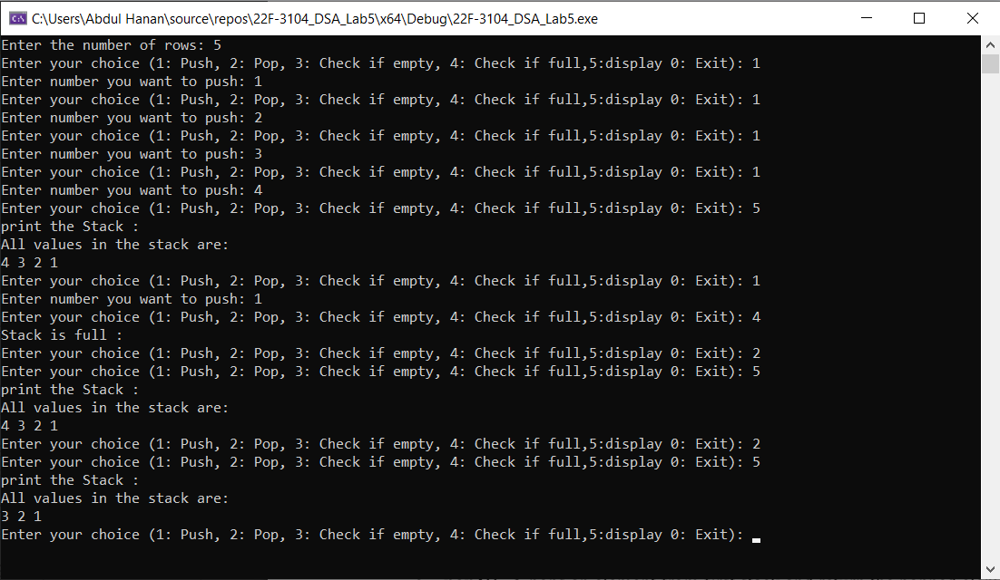 C:\Users\Abdul Hanan\source\repos\22F-3104_DSA_Lab5\x64\Debug\22F-3104_DSA_Lab5.exe
Enter the number of rows: 5
Enter your choice (1: Push, 2: Pop, 3: Check if empty, 4: Check if full,5:display 0: Exit): 1
Enter number you want to push: 1
Enter your choice (1: Push, 2: Pop, 3: Check if empty, 4: Check if full,5:display 0: Exit): 1
Enter number you want to push: 2
Enter your choice (1: Push, 2: Pop, 3: Check if empty, 4: Check if full,5:display 0: Exit): 1
Enter number you want to push: 3
Enter your choice (1: Push, 2: Pop, 3: Check if empty, 4: Check if full,5:display 0: Exit): 1
Enter number you want to push: 4
Enter your choice (1: Push, 2: Pop, 3: Check if empty, 4: Check if full,5:display 0: Exit): 5
print the Stack :
All values in the stack are:
4 3 2 1
Enter your choice (1: Push, 2: Pop, 3: Check if empty, 4: Check if full,5:display 0: Exit): 1
Enter number you want to push: 1
Enter your choice (1: Push, 2: Pop, 3: Check if empty, 4: Check if full,5:display 0: Exit): 4
Stack is full :
Enter your choice (1: Push, 2: Pop, 3: Check if empty, 4: Check if full,5:display 0: Exit): 2
Enter your choice (1: Push, 2: Pop, 3: Check if empty, 4: Check if full,5:display 0: Exit): 5
print the Stack :
All values in the stack are:
4 3 2 1
Enter your choice (1: Push, 2: Pop, 3: Check if empty, 4: Check if full,5:display 0: Exit): 2
Enter your choice (1: Push, 2: Pop, 3: Check if empty, 4: Check if full,5:display 0: Exit): 5
print the Stack :
All values in the stack are:
3 2 1
Enter your choice (1: Push, 2: Pop, 3: Check if empty, 4: Check if full,5:display 0: Exit):